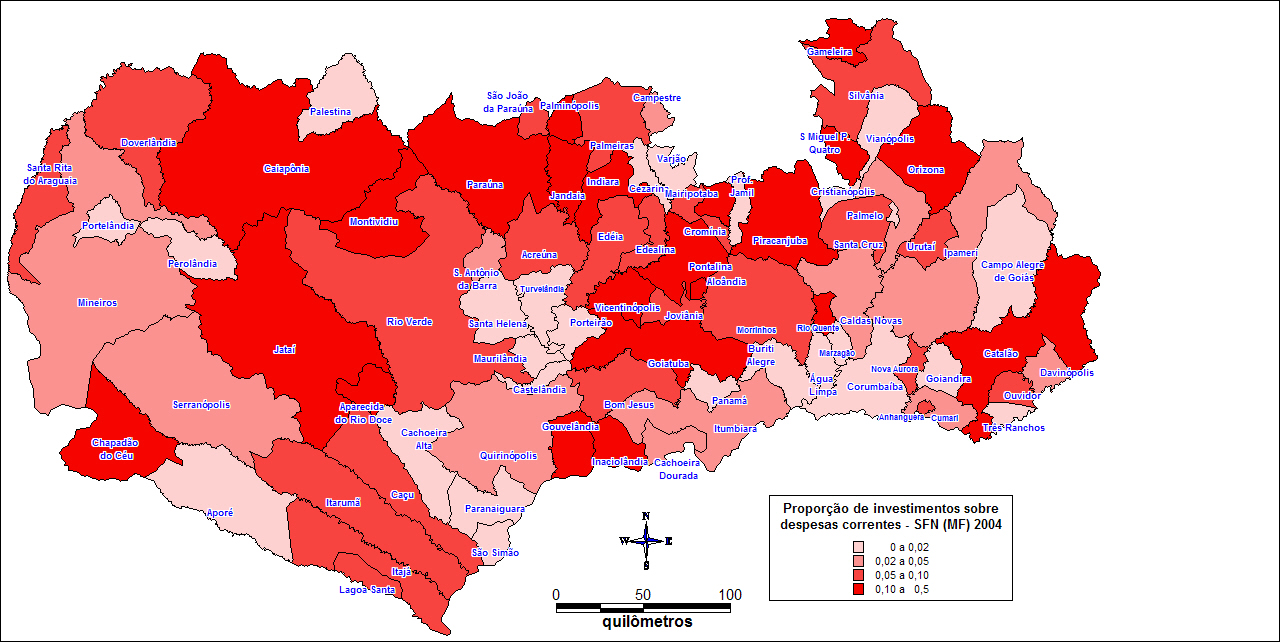 Gameleira
São João
da Paraúna
Palminópolis
Campestre
Silvânia
Palestina
S Miguel P.
Quatro
Vianópolis
Doverlândia
Palmeiras
Varjão
Santa Rita
do Araguaia
Caiapônia
Orizona
Paraúna
Indiara
Cezarina
Prof.
Jamil
Jandaia
Mairipotaba
Cristianópolis
Portelândia
Montividiu
Palmelo
Edéia
Cromínia
Piracanjuba
Santa Cruz
Urutaí
Ipameri
Edealina
Acreúna
Perolândia
Pontalina
Campo Alegre
de Goiás
S. Antônio
da Barra
Aloândia
Turvelândia
Mineiros
Vicentinópolis
Joviânia
Rio Verde
Santa Helena
Porteirão
Morrinhos
Rio Quente
Caldas Novas
Jataí
Maurilândia
Goiatuba
Buriti
Alegre
Marzagão
Catalão
Nova Aurora
Davinópolis
Água
Limpa
Corumbaíba
Goiandira
Castelândia
Ouvidor
Serranópolis
Aparecida
do Rio Doce
Bom Jesus
Panamá
Anhanguera
Cumari
Gouvelândia
Itumbiara
Três Ranchos
Cachoeira
Alta
Chapadão
do Céu
Quirinópolis
Inaciolândia
Cachoeira
Dourada
Caçu
Itarumã
Paranaiguara
Aporé
São Simão
Itajá
Lagoa Santa
N
W
E
S
0 50 100
quilômetros
Proporção de investimentos sobre
despesas correntes - SFN (MF) 2004
0 a 0,02
0,02 a 0,05
0,05 a 0,10
0,10 a 0,5